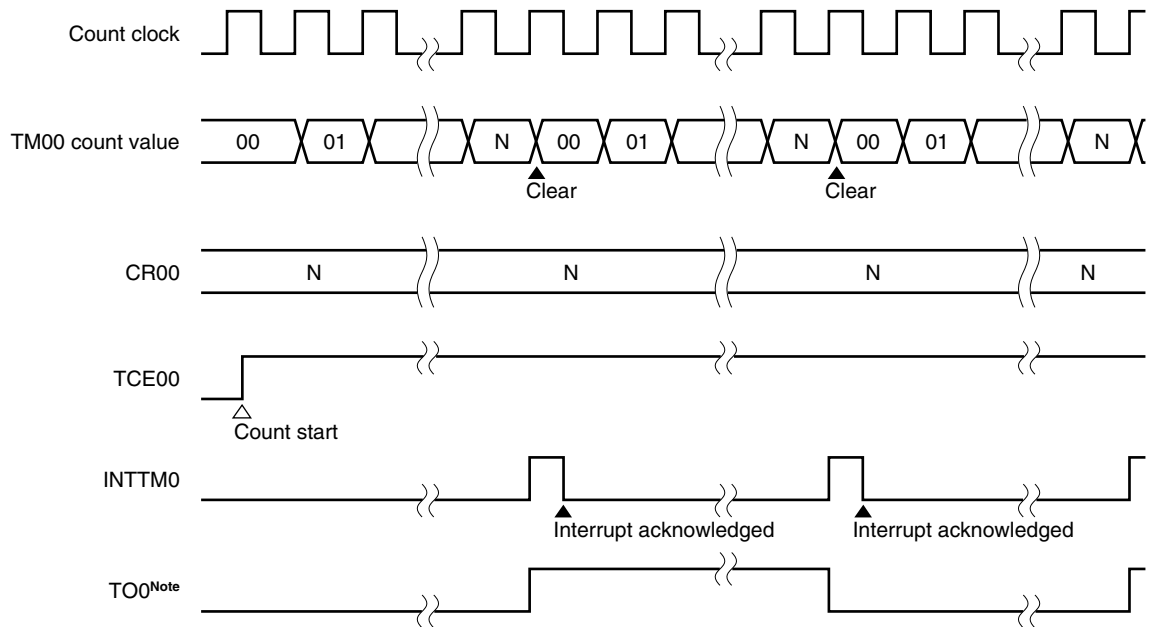 Count clock
TM00 count value 00 01 N 00 01 N 00 01 N
Clear Clear
CR00 N N N N
TCE00
Count start
INTTM0
Interrupt acknowledged Interrupt acknowledged
TO0Note